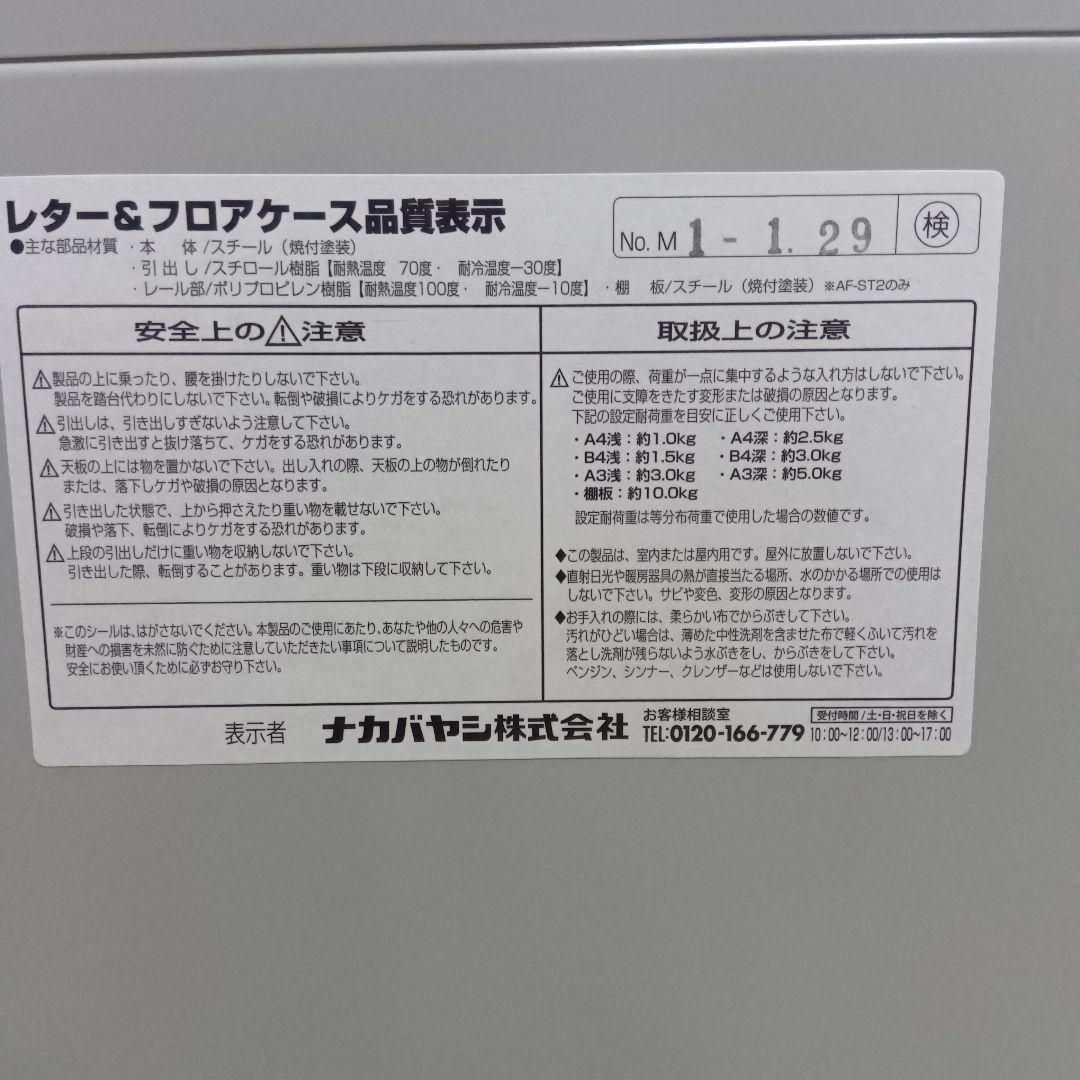 レター&フロアケース品質表示
No. M 1 - 1. 29 検
●主な部品材質 ・本 体/スチール（焼付塗装）
・引出し/スチロール樹脂【耐熱温度 70度・ 耐冷温度−30度】
・レール部/ポリプロピレン樹脂【耐熱温度100度・ 耐冷温度−10度】・棚 板/スチール（焼付塗装）※AF-ST2のみ
安全上の⚠注意
⚠製品の上に乗ったり、腰を掛けたりしないで下さい。
製品を踏台代わりにしないで下さい。転倒や破損によりケガをする恐れがあります。
⚠引出しは、引き出しすぎないよう注意して下さい。
急激に引き出すと抜け落ちて、ケガをする恐れがあります。
⚠天板の上には物を置かないで下さい。出し入れの際、天板の上の物が倒れたり
または、落下しケガや破損の原因となります。
⚠引き出した状態で、上から押さえたり重い物を載せないで下さい。
破損や落下、転倒によりケガをする恐れがあります。
⚠上段の引出しだけに重い物を収納しないで下さい。
引き出した際、転倒することがあります。重い物は下段に収納して下さい。
※このシールは、はがさないでください。本製品のご使用にあたり、あなたや他の人々への危害や
財産への損害を未然に防ぐために注意していただきたい事項について説明したものです。
安全にお使い頂くために必ずお守り下さい。
取扱上の注意
⚠ご使用の際、荷重が一点に集中するような入れ方はしないで下さい。
ご使用に支障をきたす変形または破損の原因となります。
下記の設定耐荷重を目安に正しくご使用下さい。
・A4浅：約1.0kg ・A4深：約2.5kg
・B4浅：約1.5kg ・B4深：約3.0kg
・A3浅：約3.0kg ・A3深：約5.0kg
・棚板：約10.0kg
設定耐荷重は等分布荷重で使用した場合の数値です。
◆この製品は、室内または屋内用です。屋外に放置しないで下さい。
◆直射日光や暖房器具の熱が直接当たる場所、水のかかる場所での使用は
しないで下さい。サビや変色、変形の原因となります。
◆お手入れの際には、柔らかい布でからぶきして下さい。
汚れがひどい場合は、薄めた中性洗剤を含ませた布で軽くふいて汚れを
落とし洗剤が残らないよう水ぶきをし、からぶきをして下さい。
ベンジン、シンナー、クレンザーなどは使用しないで下さい。
表示者 ナカバヤシ株式会社
お客様相談室 受付時間/土・日・祝日を除く
TEL:0120-166-779 10:00~12:00/13:00~17:00